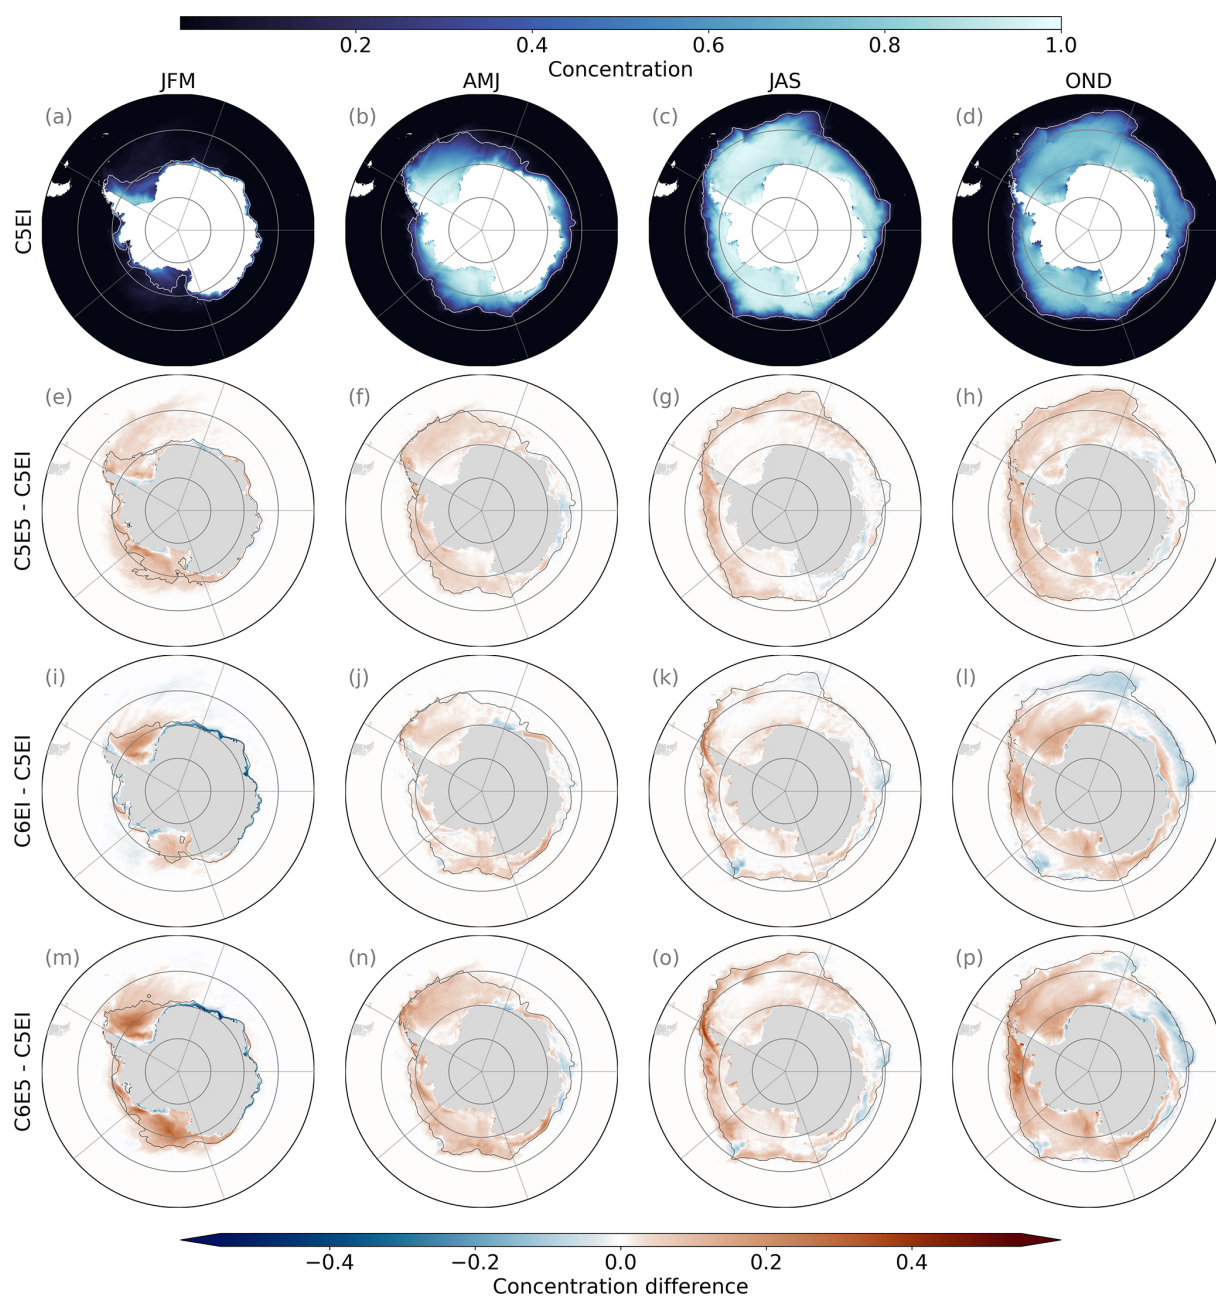 0.2 0.4 0.6 0.8 1.0
Concentration
JFM AMJ JAS OND
(a) (b) (c) (d)
C5EI
(e) (f) (g) (h)
C5E5 - C5EI
(i) (j) (k) (l)
C6EI - C5EI
(m) (n) (o) (p)
C6E5 - C5EI
−0.4 −0.2 0.0 0.2 0.4
Concentration difference